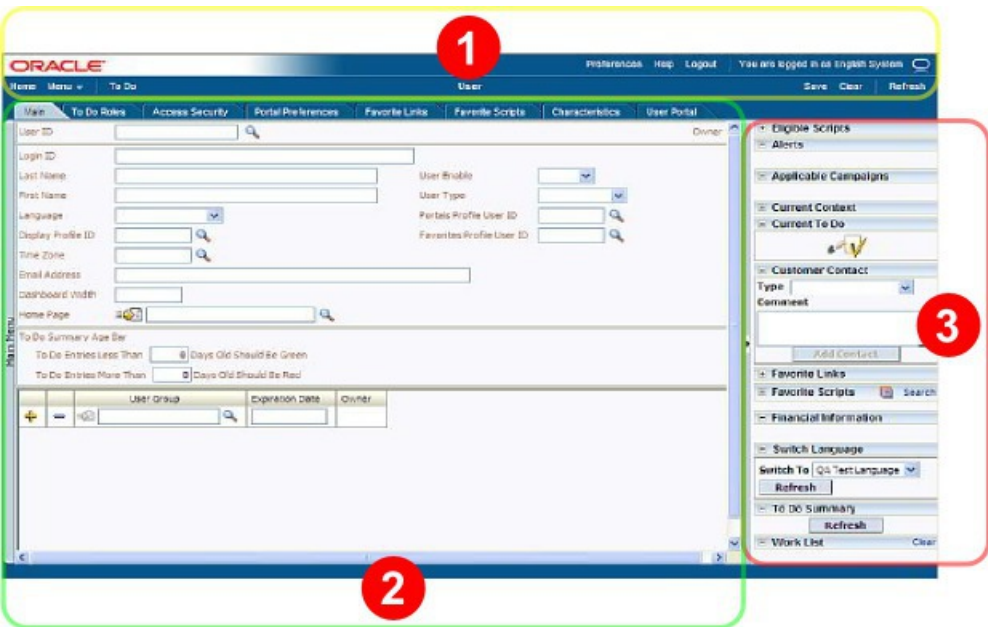 1
ORACLE
Preferences Help Logout You are logged in as English System
Home Menu To Do User Save Clear Refresh
Main To Do Roles Access Security Portal Preferences Favorite Links Favorite Scripts Characteristics User Portal
User ID Owner
Login ID
Last Name User Enable
First Name User Type
Language Portals Profile User ID
Display Profile ID Favorites Profile User ID
Time Zone
Email Address
Dashboard Width
Home Page
Main Menu
To Do Summary Age Bar
To Do Entries Less Than 0 Days Old Should Be Green
To Do Entries More Than 0 Days Old Should Be Red
User Group Expiration Date Owner
2
Eligible Scripts
Alerts
Applicable Campaigns
Current Context
Current To Do
Customer Contact
Type
Comment
3
Add Contact
Favorite Links
Favorite Scripts Search
Financial Information
Switch Language
Switch To QA Test Language
Refresh
To Do Summary
Refresh
Work List Clear